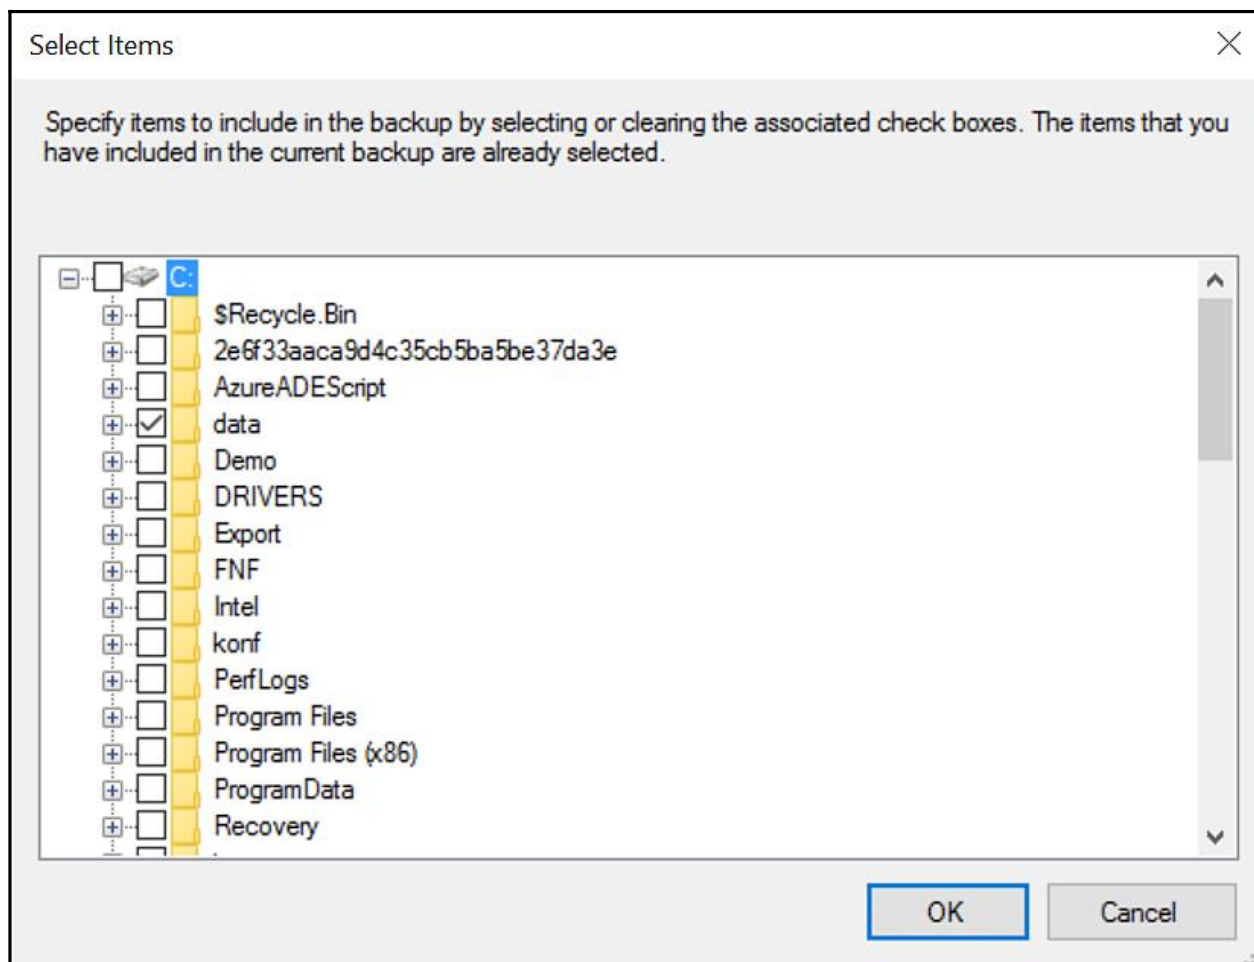 Select Items
Specify items to include in the backup by selecting or clearing the associated check boxes. The items that you
have included in the current backup are already selected.
C:
$Recycle.Bin
2e6f33aaca9d4c35cb5ba5be37da3e
AzureADEScript
data
Demo
DRIVERS
Export
FNF
Intel
konf
PerfLogs
Program Files
Program Files (x86)
ProgramData
Recovery
OK Cancel